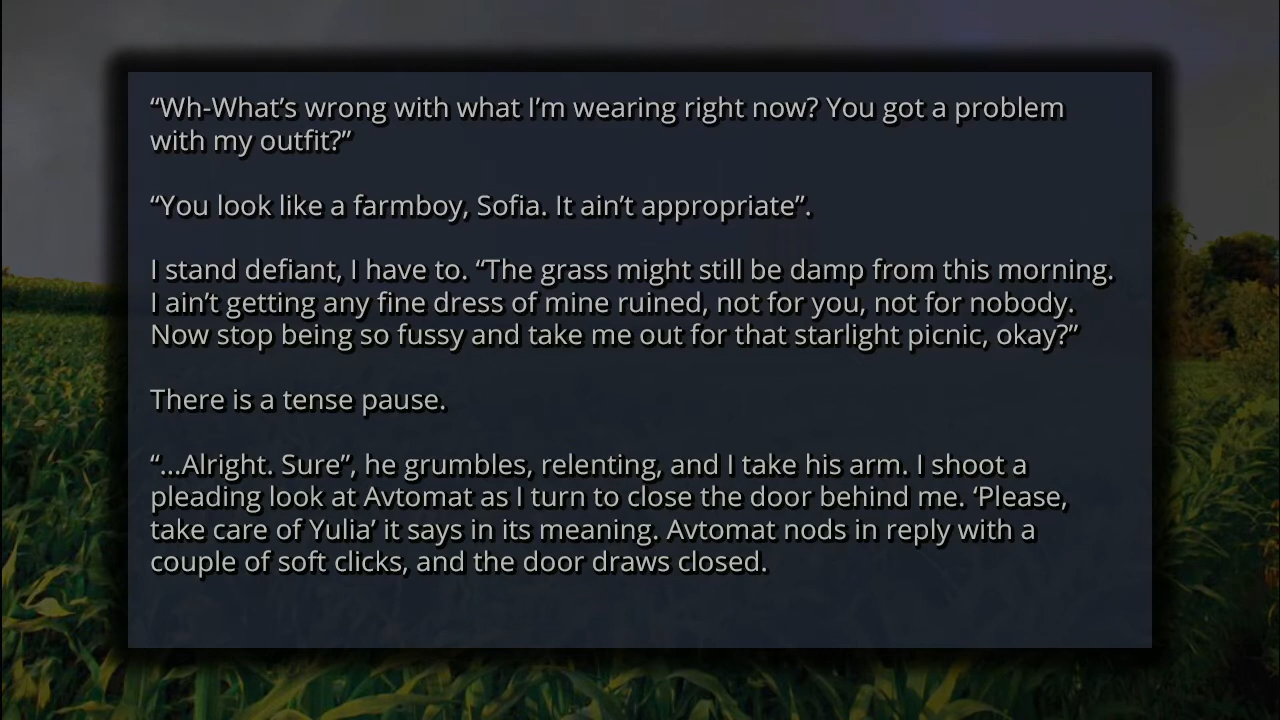 “Wh-What’s wrong with what I’m wearing right now? You got a problem
with my outfit?”
“You look like a farmboy, Sofia. It ain’t appropriate”.
I stand defiant, I have to. “The grass might still be damp from this morning.
I ain’t getting any fine dress of mine ruined, not for you, not for nobody.
Now stop being so fussy and take me out for that starlight picnic, okay?”
There is a tense pause.
“...Alright. Sure”, he grumbles, relenting, and I take his arm. I shoot a
pleading look at Avtomat as I turn to close the door behind me. ‘Please,
take care of Yulia’ it says in its meaning. Avtomat nods in reply with a
couple of soft clicks, and the door draws closed.